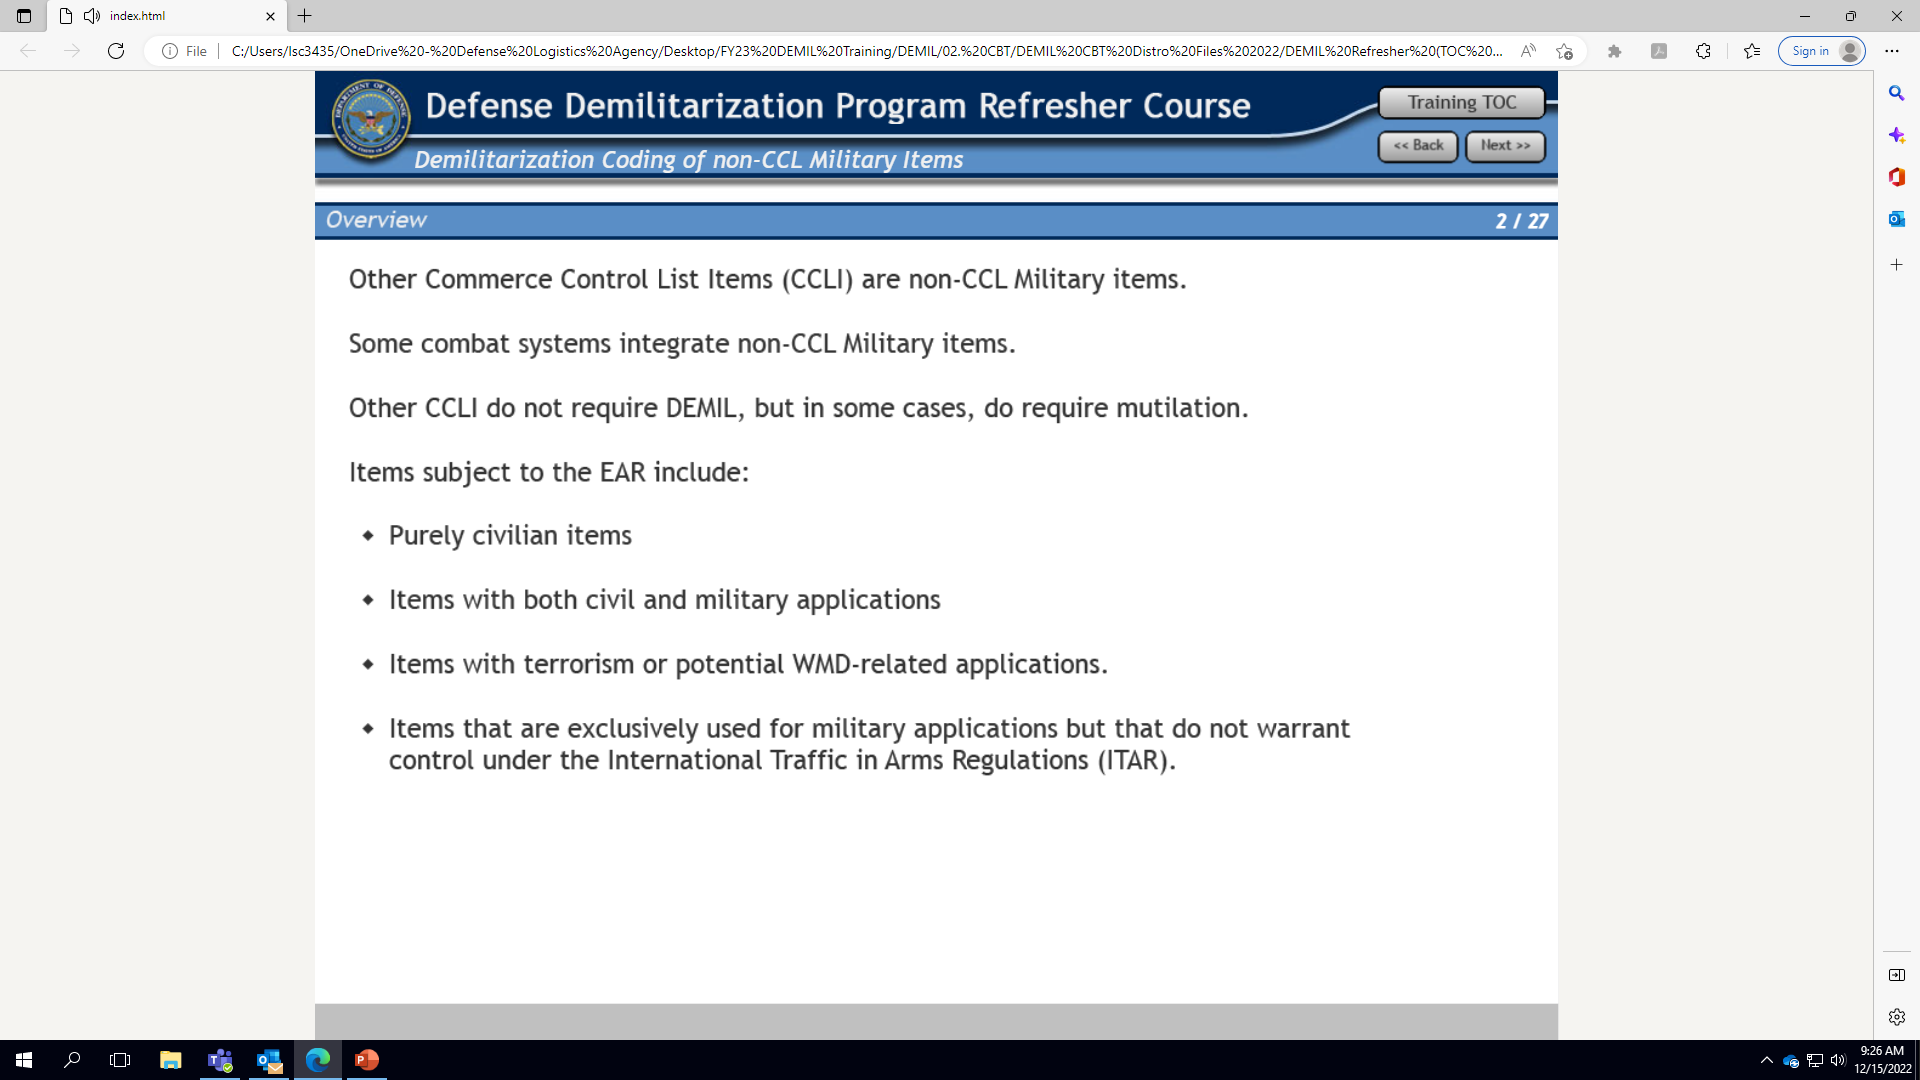 index.html
File
C:/Users/lsc3435/OneDrive%20-%20Defense%20Logistics%20Agency/Desktop/FY23%20DEMIL%20Training/DEMIL/02.%20CBT/DEMIL%20CBT%20Distro%20Files%202022/DEMIL%20Refresher%20(TOC%20...
Sign in
Defense Demilitarization Program Refresher Course
Training TOC
<< Back
Next >>
Demilitarization Coding of non-CCL Military Items
Overview
2 / 27
Other Commerce Control List Items (CCLI) are non-CCL Military items.
Some combat systems integrate non-CCL Military items.
Other CCLI do not require DEMIL, but in some cases, do require mutilation.
Items subject to the EAR include:
Purely civilian items
Items with both civil and military applications
Items with terrorism or potential WMD-related applications.
Items that are exclusively used for military applications but that do not warrant
control under the International Traffic in Arms Regulations (ITAR).
9:26 AM
12/15/2022